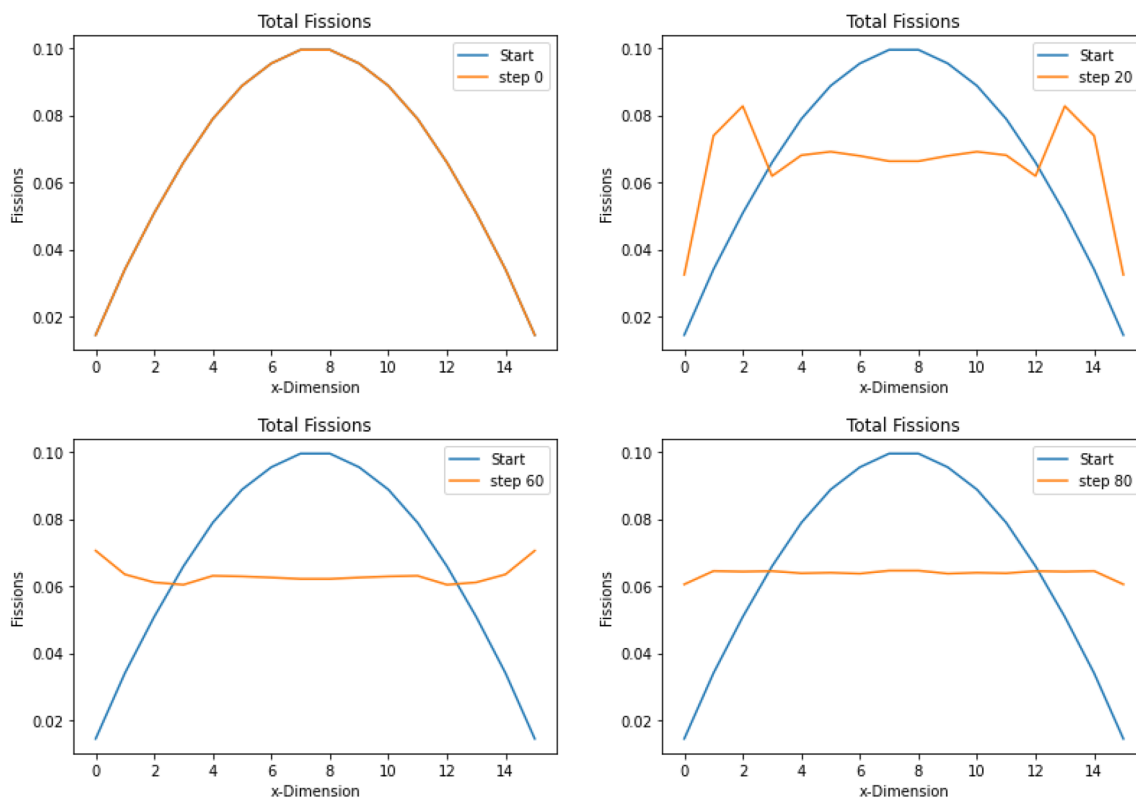 Total Fissions
Start
step 0
0.10
0.08
0.06
0.04
0.02
Fissions
0 2 4 6 8 10 12 14
x-Dimension
Total Fissions
Start
step 20
0.10
0.08
0.06
0.04
0.02
Fissions
0 2 4 6 8 10 12 14
x-Dimension
Total Fissions
Start
step 60
0.10
0.08
0.06
0.04
0.02
Fissions
0 2 4 6 8 10 12 14
x-Dimension
Total Fissions
Start
step 80
0.10
0.08
0.06
0.04
0.02
Fissions
0 2 4 6 8 10 12 14
x-Dimension